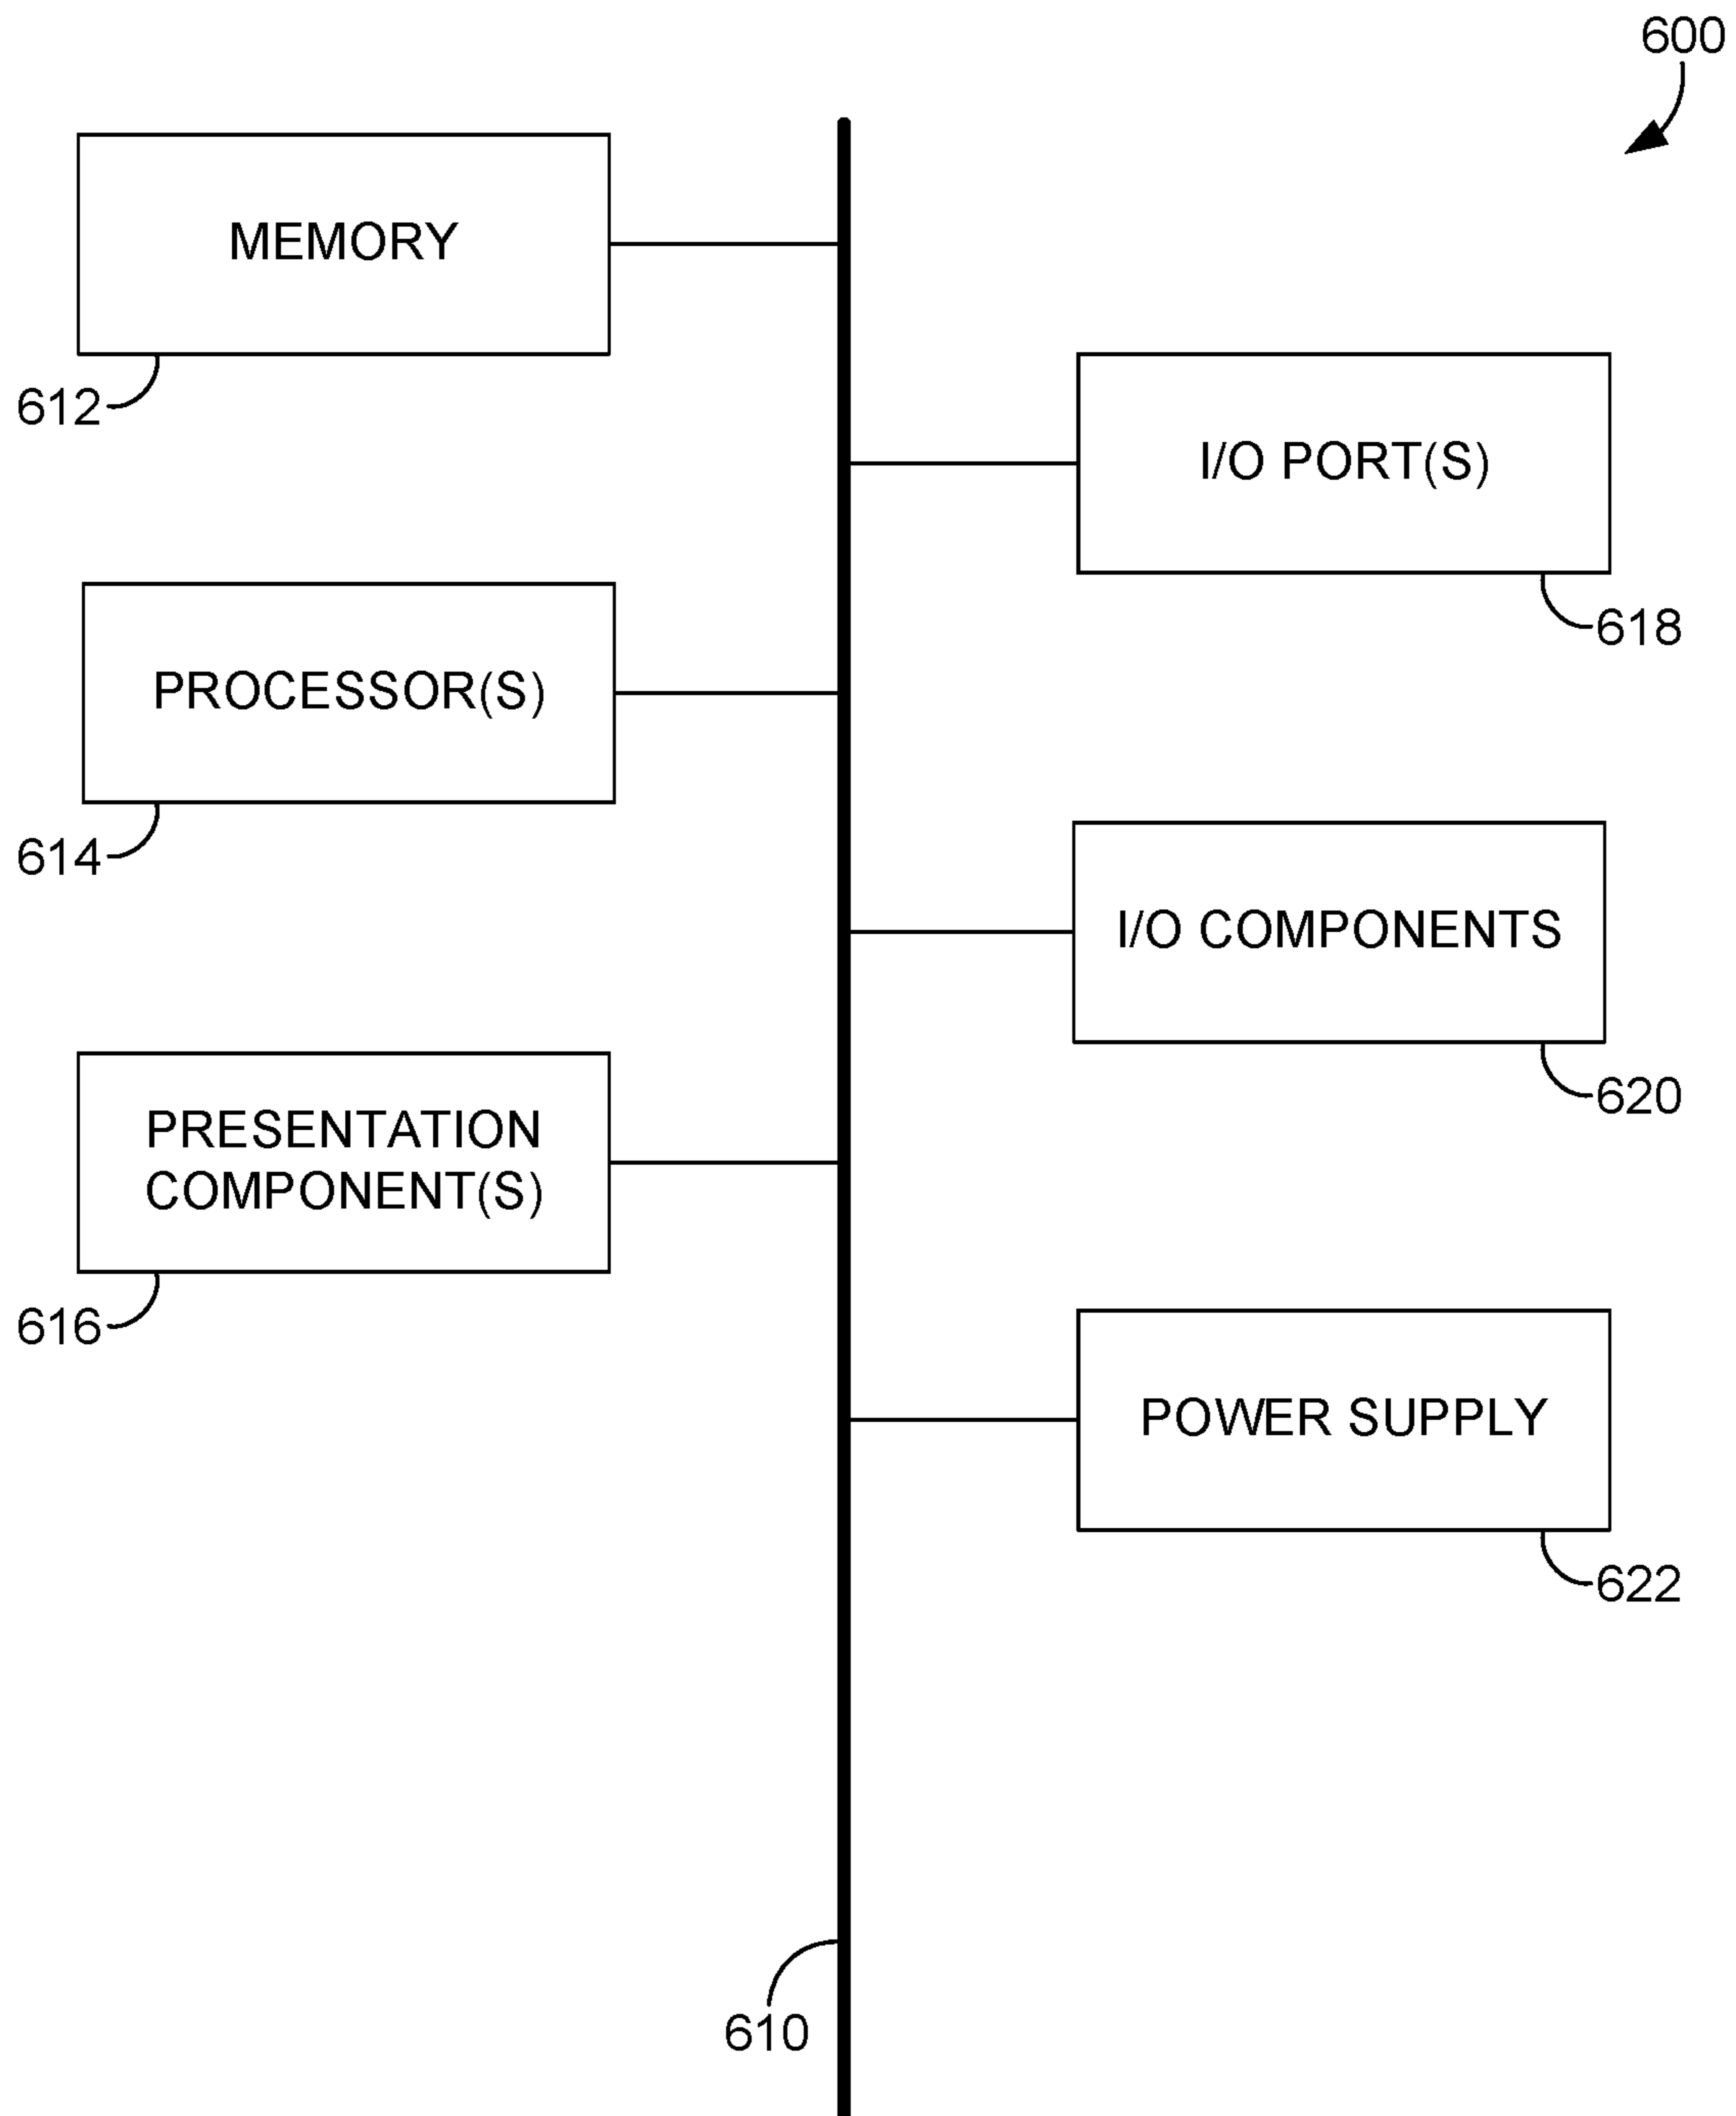 600
MEMORY
612
I/O PORT(S)
618
PROCESSOR(S)
614
I/O COMPONENTS
620
PRESENTATION
COMPONENT(S)
616
POWER SUPPLY
622
610